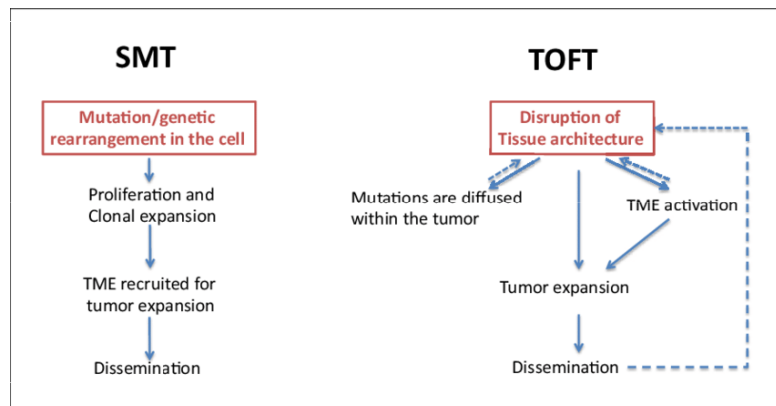 SMT
Mutation/genetic
rearrangement in the cell
Proliferation and
Clonal expansion
TME recruited for
tumor expansion
Dissemination
TOFT
Disruption of
Tissue architecture
Mutations are diffused
within the tumor
TME activation
Tumor expansion
Dissemination